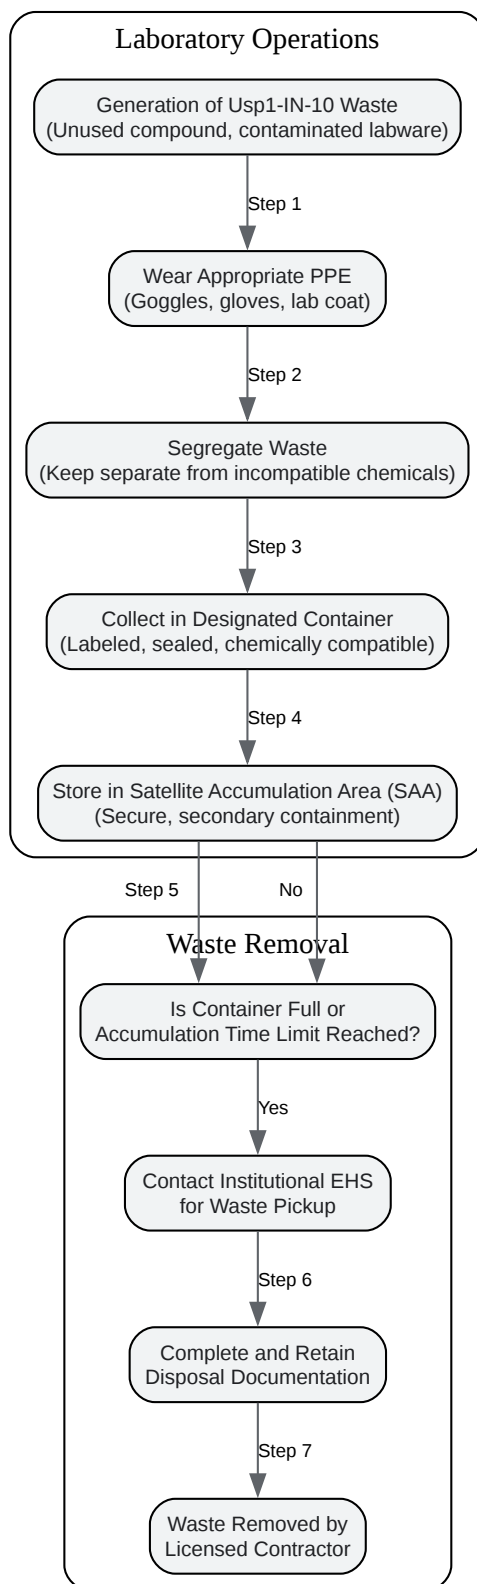 Laboratory Operations
Generation of Usp1-IN-10 Waste
(Unused compound, contaminated labware)
Step 1
Wear Appropriate PPE
(Goggles, gloves, lab coat)
Step 2
Segregate Waste
(Keep separate from incompatible chemicals)
Step 3
Collect in Designated Container
(Labeled, sealed, chemically compatible)
Step 4
Store in Satellite Accumulation Area (SAA)
(Secure, secondary containment)
Step 5
No
Waste Removal
Is Container Full or
Accumulation Time Limit Reached?
Yes
Contact Institutional EHS
for Waste Pickup
Step 6
Complete and Retain
Disposal Documentation
Step 7
Waste Removed by
Licensed Contractor